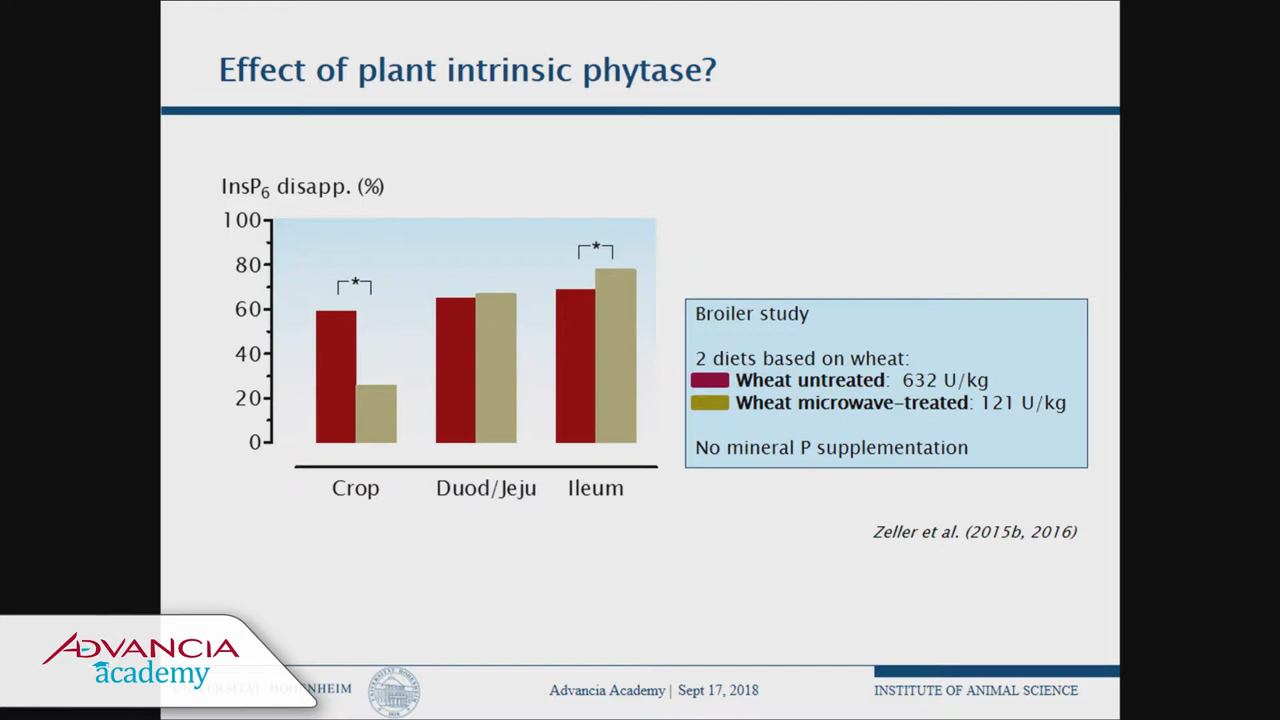 Effect of plant intrinsic phytase?
InsP6 disapp. (%)
100
80
60
40
20
0
*
*
Crop
Duod/Jeju
Ileum
Broiler study
2 diets based on wheat:
Wheat untreated: 632 U/kg
Wheat microwave-treated: 121 U/kg
No mineral P supplementation
Zeller et al. (2015b, 2016)
ADVANCIA
academy
UNIVERSITÄT HOHENHEIM
Advancia Academy | Sept 17, 2018
INSTITUTE OF ANIMAL SCIENCE